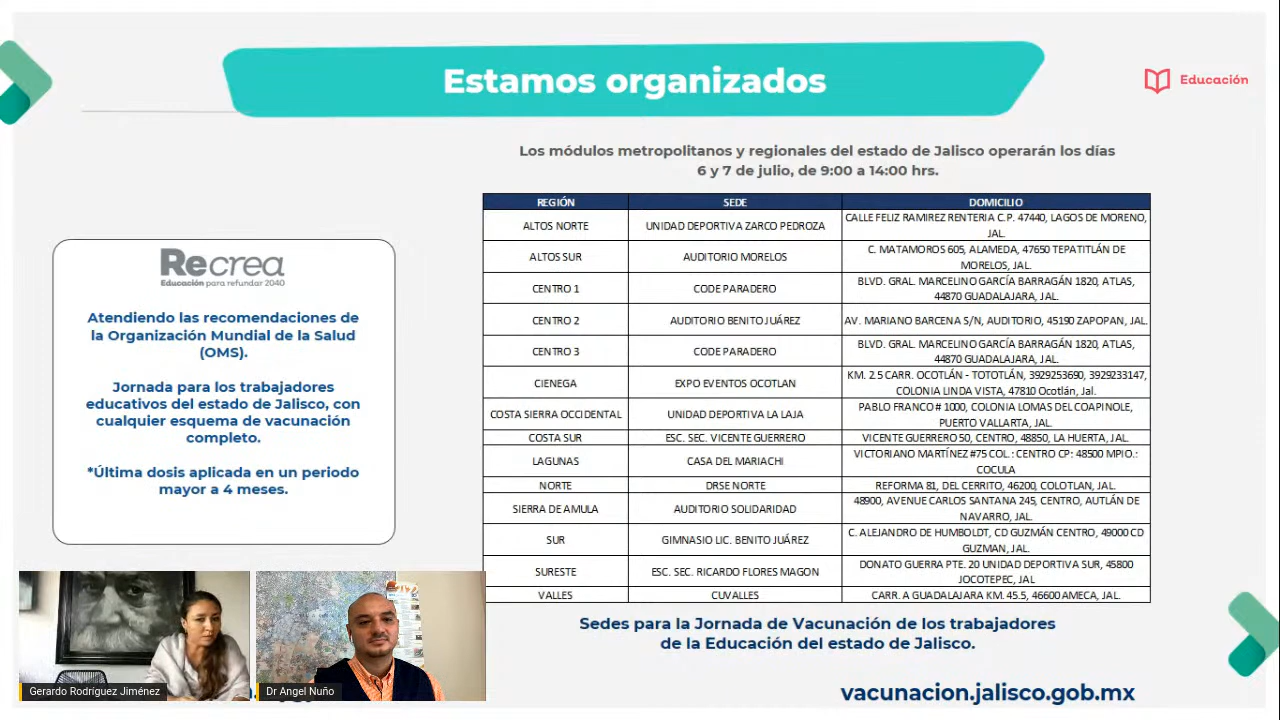 Estamos organizados
Educación
Los módulos metropolitanos y regionales del estado de Jalisco operarán los días
6 y 7 de julio, de 9:00 a 14:00 hrs.
Recrea
Educación para refundar 2040
Atendiendo las recomendaciones de
la Organización Mundial de la Salud
(OMS).
Jornada para los trabajadores
educativos del estado de Jalisco, con
cualquier esquema de vacunación
completo.
*Última dosis aplicada en un periodo
mayor a 4 meses.
REGIÓN SEDE DOMICILIO
ALTOS NORTE UNIDAD DEPORTIVA ZARCO PEDROZA CALLE FELIZ RAMIREZ RENTERIA C.P. 47440, LAGOS DE MORENO,
JAL.
ALTOS SUR AUDITORIO MORELOS C. MATAMOROS 605, ALAMEDA, 47650 TEPATITLÁN DE
MORELOS, JAL.
CENTRO 1 CODE PARADERO BLVD. GRAL. MARCELINO GARCÍA BARRAGÁN 1820, ATLAS,
44870 GUADALAJARA, JAL.
CENTRO 2 AUDITORIO BENITO JUÁREZ AV. MARIANO BARCENA S/N, AUDITORIO, 45190 ZAPOPAN, JAL.
CENTRO 3 CODE PARADERO BLVD. GRAL. MARCELINO GARCÍA BARRAGÁN 1820, ATLAS,
44870 GUADALAJARA, JAL.
CIENEGA EXPO EVENTOS OCOTLAN KM. 2.5 CARR. OCOTLÁN - TOTOTLÁN, 3929253690, 3929233147,
COLONIA LINDA VISTA, 47810 Ocotlán, Jal.
COSTA SIERRA OCCIDENTAL UNIDAD DEPORTIVA LA LAJA PABLO FRANCO # 1000, COLONIA LOMAS DEL COAPINOLE,
PUERTO VALLARTA, JAL.
COSTA SUR ESC. SEC. VICENTE GUERRERO VICENTE GUERRERO 50, CENTRO, 48850, LA HUERTA, JAL.
LAGUNAS CASA DEL MARIACHI VICTORIANO MARTÍNEZ #75 COL. : CENTRO CP: 48500 MPIO.:
COCULA
NORTE DRSE NORTE REFORMA 81, DEL CERRITO, 46200, COLOTLAN, JAL.
SIERRA DE AMULA AUDITORIO SOLIDARIDAD 48900, AVENUE CARLOS SANTANA 245, CENTRO, AUTLÁN DE
NAVARRO, JAL.
SUR GIMNASIO LIC. BENITO JUÁREZ C. ALEJANDRO DE HUMBOLDT, CD GUZMÁN CENTRO, 49000 CD
GUZMAN, JAL.
SURESTE ESC. SEC. RICARDO FLORES MAGON DONATO GUERRA PTE. 20 UNIDAD DEPORTIVA SUR, 45800
JOCOTEPEC, JAL
VALLES CUVALLES CARR. A GUADALAJARA KM. 45.5, 46600 AMECA, JAL.
Sedes para la Jornada de Vacunación de los trabajadores
de la Educación del estado de Jalisco.
Gerardo Rodríguez Jiménez
Dr Angel Nuño
vacunacion.jalisco.gob.mx